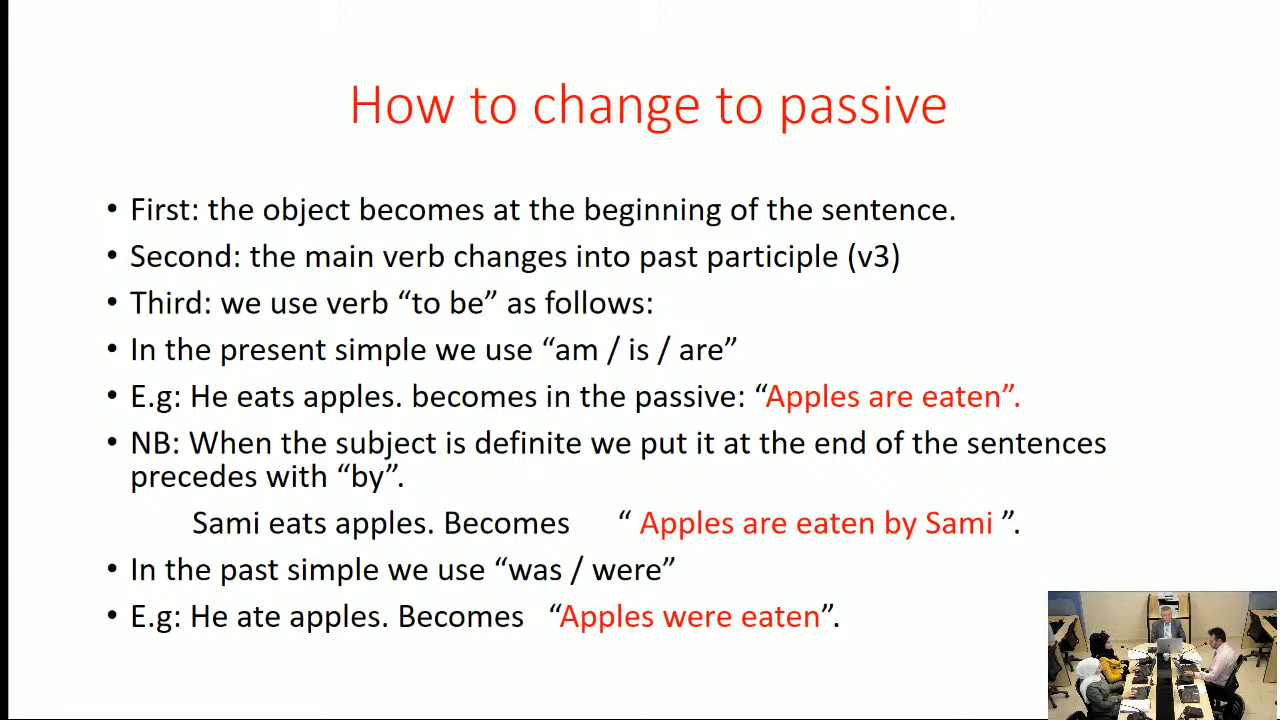 How to change to passive
• First: the object becomes at the beginning of the sentence.
• Second: the main verb changes into past participle (v3)
• Third: we use verb “to be” as follows:
• In the present simple we use “am / is / are”
• E.g: He eats apples. becomes in the passive: “Apples are eaten”.
• NB: When the subject is definite we put it at the end of the sentences
precedes with “by”.
Sami eats apples. Becomes “ Apples are eaten by Sami ”.
• In the past simple we use “was / were”
• E.g: He ate apples. Becomes “Apples were eaten”.